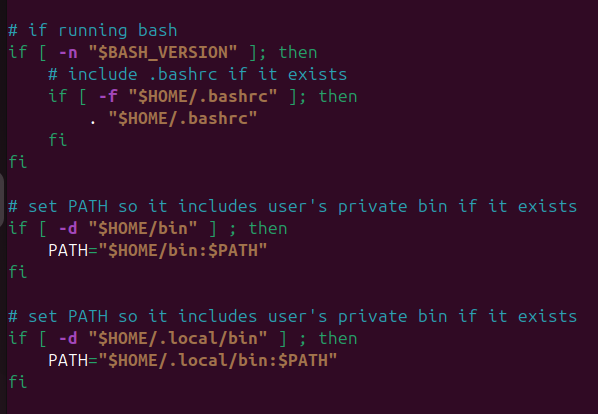 # if running bash
if [ -n "$BASH_VERSION" ]; then
    # include .bashrc if it exists
    if [ -f "$HOME/.bashrc" ]; then
        . "$HOME/.bashrc"
    fi
fi

# set PATH so it includes user's private bin if it exists
if [ -d "$HOME/bin" ] ; then
    PATH="$HOME/bin:$PATH"
fi

# set PATH so it includes user's private bin if it exists
if [ -d "$HOME/.local/bin" ] ; then
    PATH="$HOME/.local/bin:$PATH"
fi